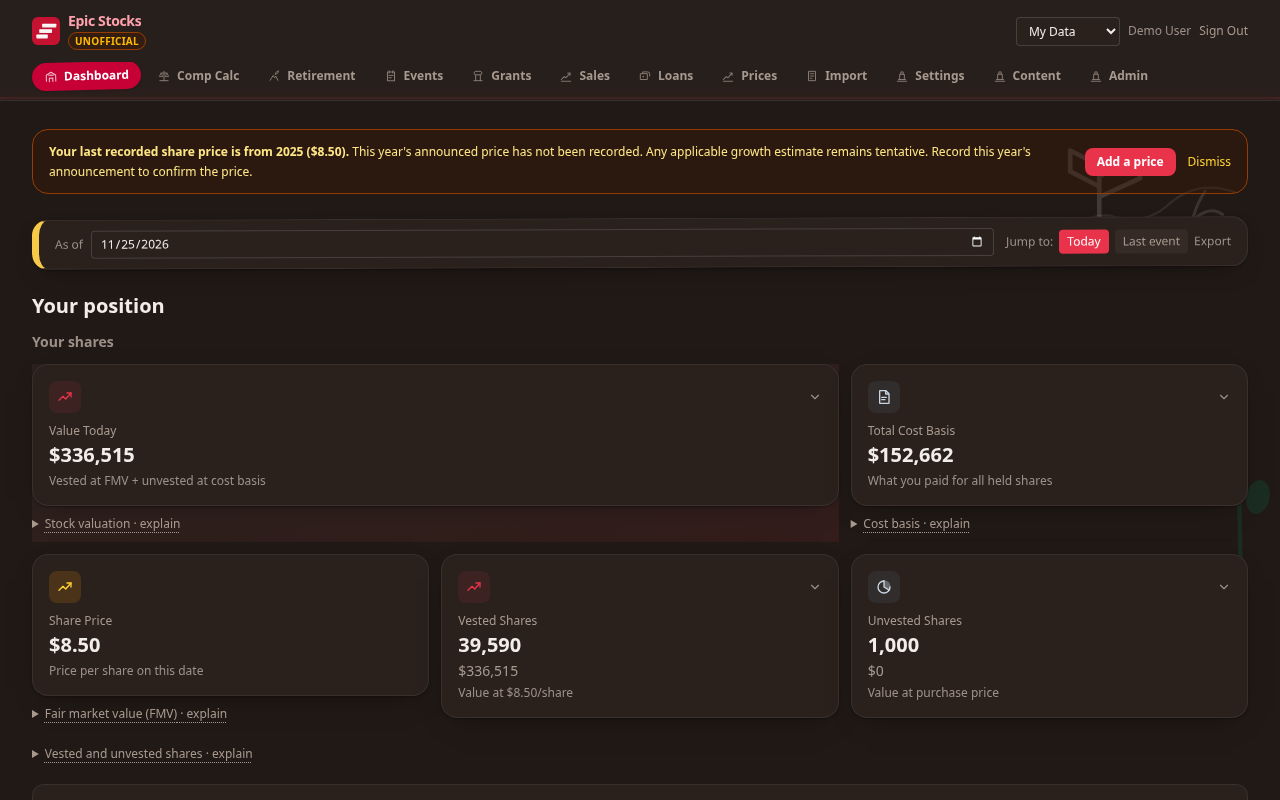 Epic Stocks
UNOFFICIAL
My Data
Demo User
Sign Out
Dashboard
Comp Calc
Retirement
Events
Grants
Sales
Loans
Prices
Import
Settings
Content
Admin
Your last recorded share price is from 2025 ($8.50). This year's announced price has not been recorded. Any applicable growth estimate remains tentative. Record this year's
announcement to confirm the price.
Add a price
Dismiss
As of
11/25/2026
Jump to:
Today
Last event
Export
Your position
Your shares
Value Today
$336,515
Vested at FMV + unvested at cost basis
Stock valuation · explain
Total Cost Basis
$152,662
What you paid for all held shares
Cost basis · explain
Share Price
$8.50
Price per share on this date
Fair market value (FMV) · explain
Vested Shares
39,590
$336,515
Value at $8.50/share
Unvested Shares
1,000
$0
Value at purchase price
Vested and unvested shares · explain